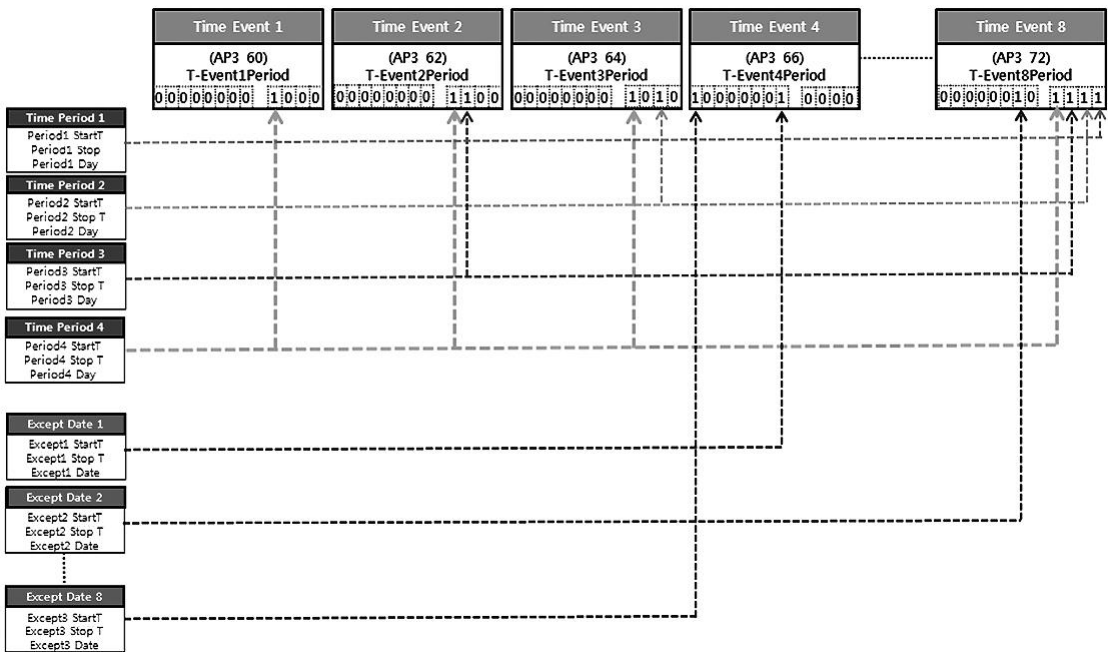 Time Event 1
(AP3 60)
T-Event1Period
00000000 1000
Time Event 2
(AP3 62)
T-Event2Period
00000000 1100
Time Event 3
(AP3 64)
T-Event3Period
00000000 1010
Time Event 4
(AP3 66)
T-Event4Period
10000001 0000
Time Event 8
(AP3 72)
T-Event8Period
00000010 1111
Time Period 1
Period1 StartT
Period1 Stop
Period1 Day
Time Period 2
Period2 StartT
Period2 Stop T
Period2 Day
Time Period 3
Period3 StartT
Period3 Stop T
Period3 Day
Time Period 4
Period4 StartT
Period4 Stop T
Period4 Day
Except Date 1
Except1 StartT
Except1 Stop T
Except1 Date
Except Date 2
Except2 StartT
Except2 Stop T
Except2 Date
Except Date 8
Except3 StartT
Except3 Stop T
Except3 Date